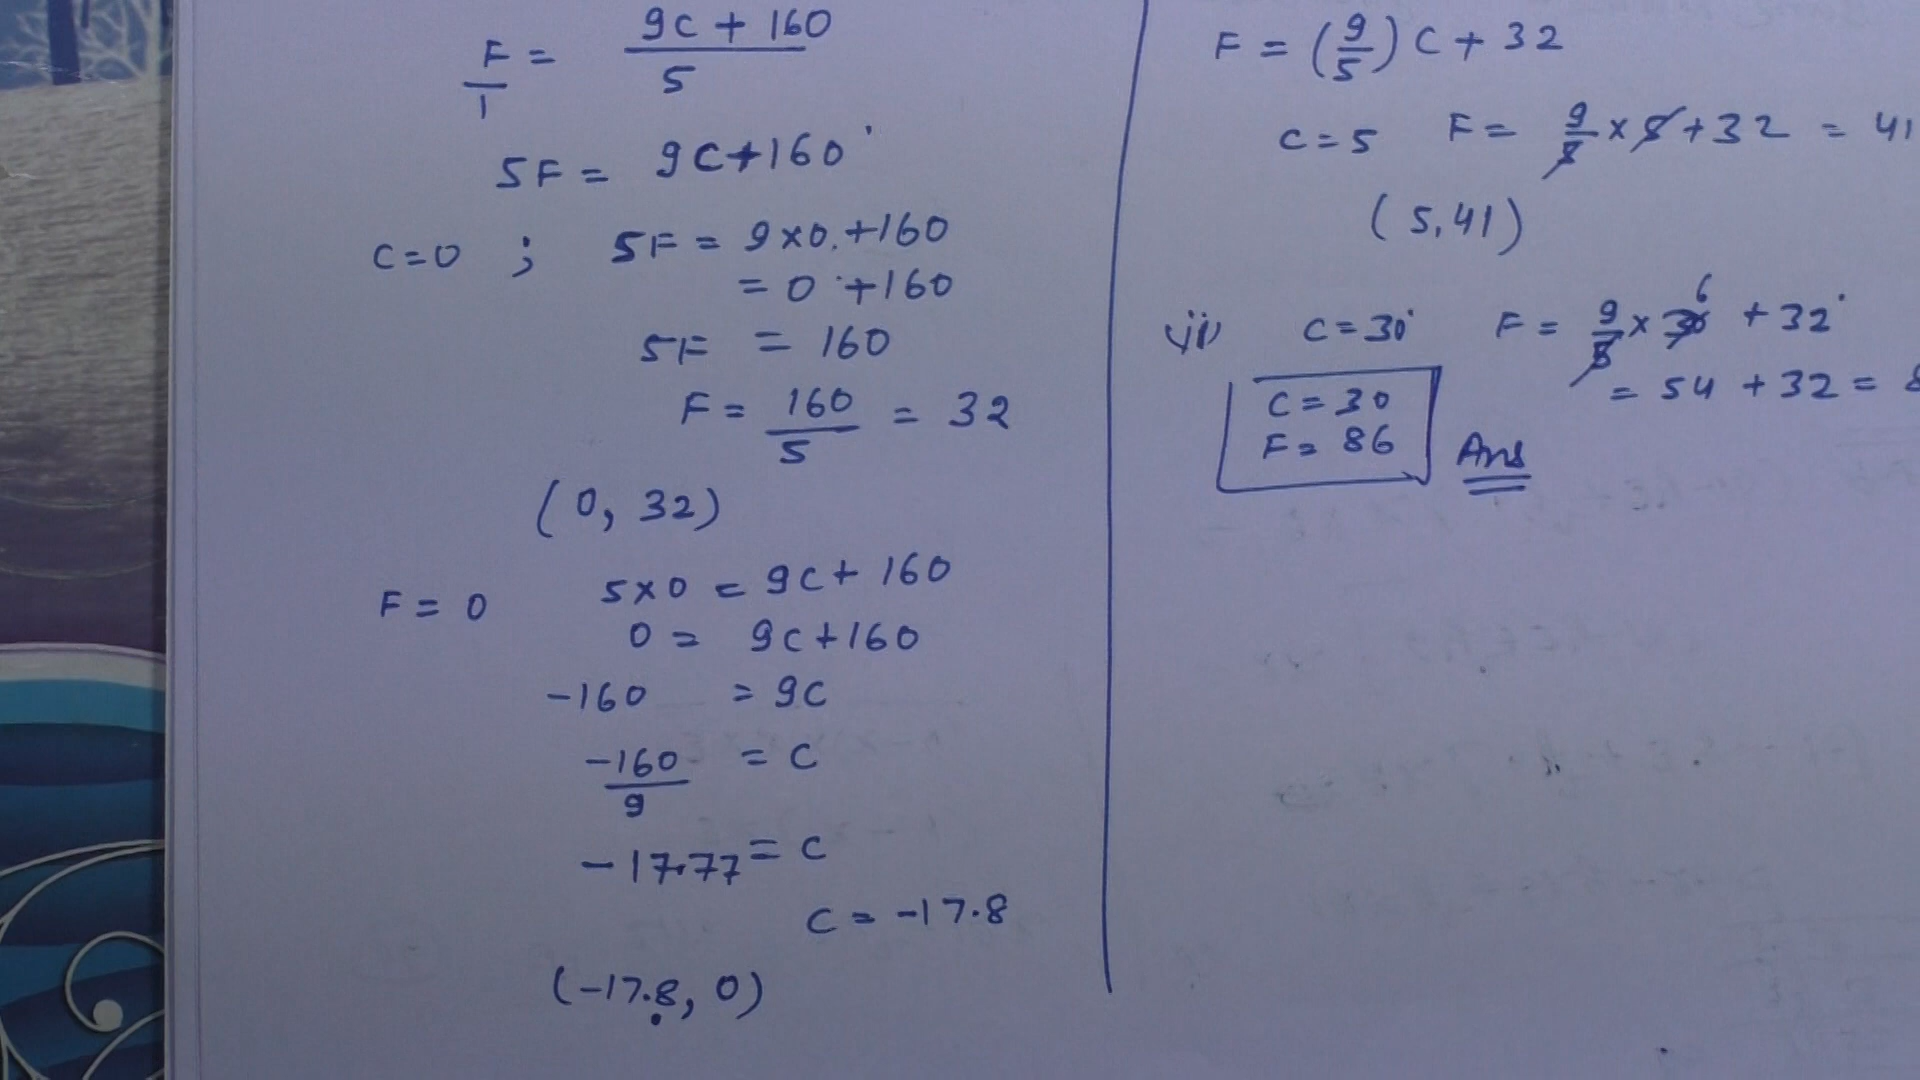 F/1 = (9C + 160)/5
5F = 9C+160
C=0 ; 5F = 9×0+160
= 0+160
5F = 160
F = 160/5 = 32
(0, 32)
F = 0 5×0 = 9C+ 160
0 = 9C+160
-160 = 9C
-160/9 = C
-17.77 = C
C = -17.8
(-17.8, 0)
F = (9/5) C + 32
C=5 F = 9/5 × 5 + 32 = 41
(5, 41)
ii) C=30 F = 9/5 × 30 6 + 32
= 54 + 32 = 8
C = 30
F = 86
Ans